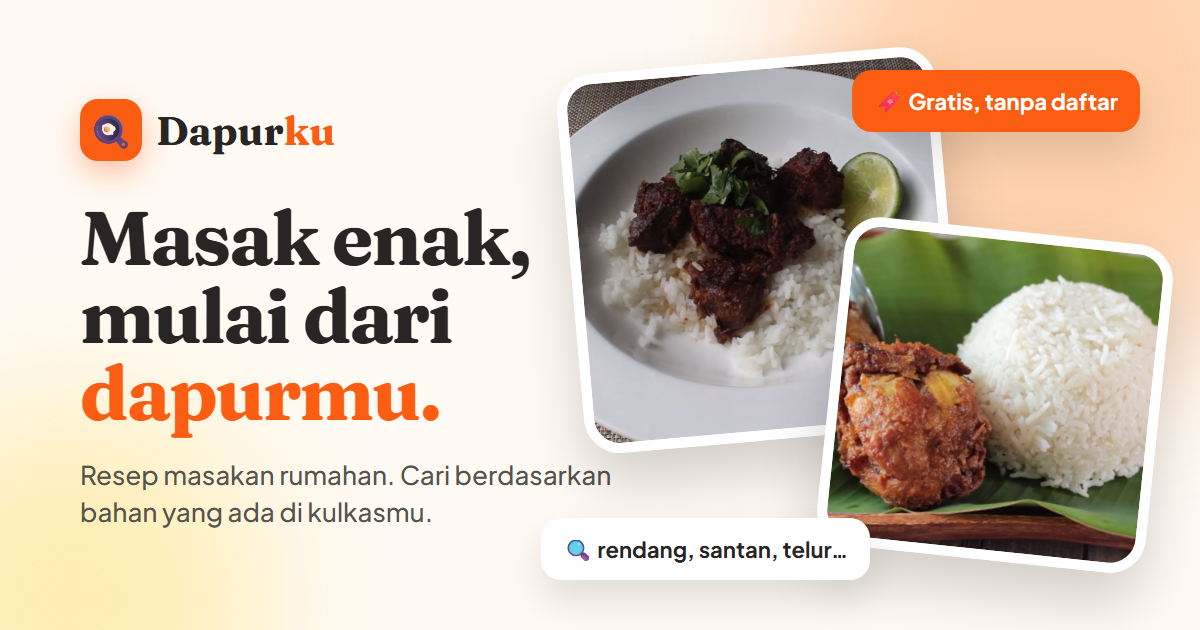 Dapurku
Masak enak,
mulai dari
dapurmu.
Resep masakan rumahan. Cari berdasarkan
bahan yang ada di kulkasmu.
Gratis, tanpa daftar
rendang, santan, telur…